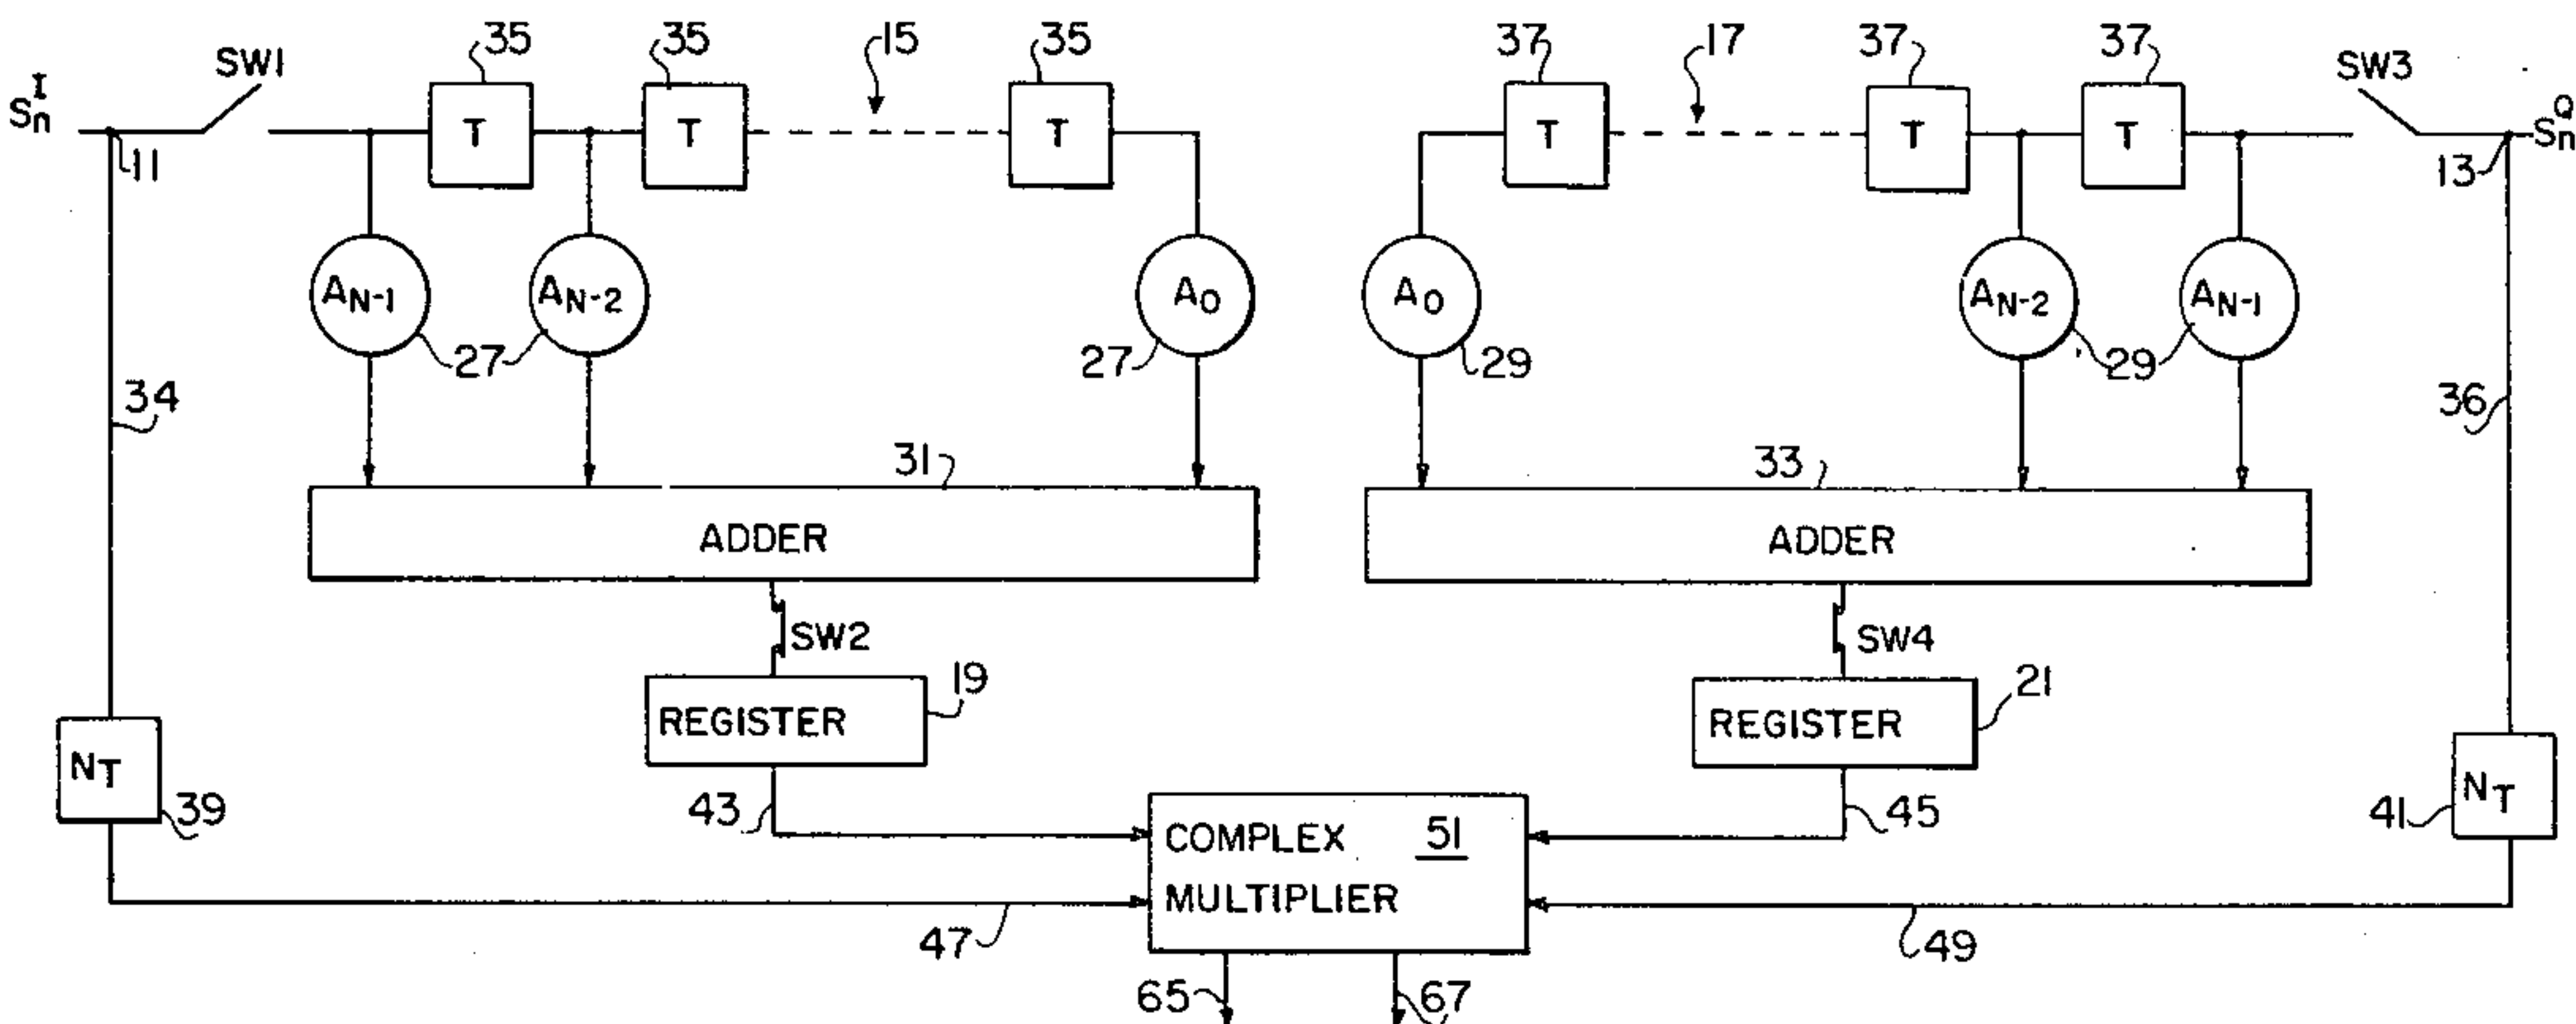 35 35 15 35 37 17 37 37
SW1 SW3
S_n^I T T T T T T S_n^Q
11 13
A_N-1 A_N-2 A_0 A_0 A_N-2 A_N-1
27 27 29 29
34 36
31 33
ADDER ADDER
SW2 SW4
19 21
REGISTER REGISTER
N_T N_T
39 43 45 41
COMPLEX 51
MULTIPLIER
47 49
65 67